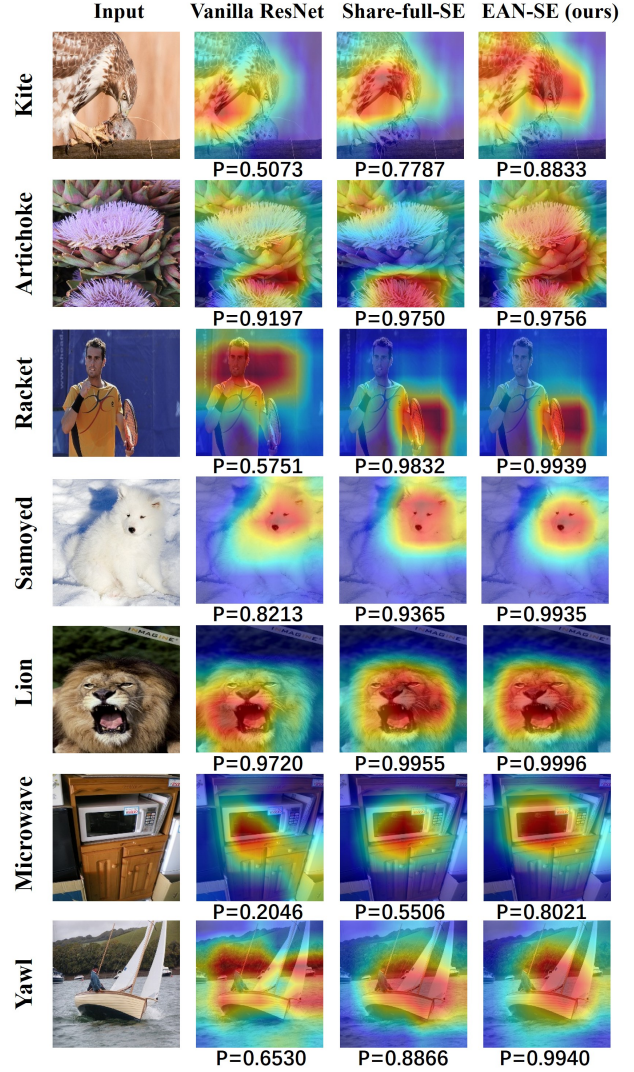 Input Vanilla ResNet Share-full-SE EAN-SE (ours)
Kite
P=0.5073 P=0.7787 P=0.8833
Artichoke
P=0.9197 P=0.9750 P=0.9756
Racket
P=0.5751 P=0.9832 P=0.9939
Samoyed
P=0.8213 P=0.9365 P=0.9935
Lion
P=0.9720 P=0.9955 P=0.9996
Microwave
P=0.2046 P=0.5506 P=0.8021
Yawl
P=0.6530 P=0.8866 P=0.9940